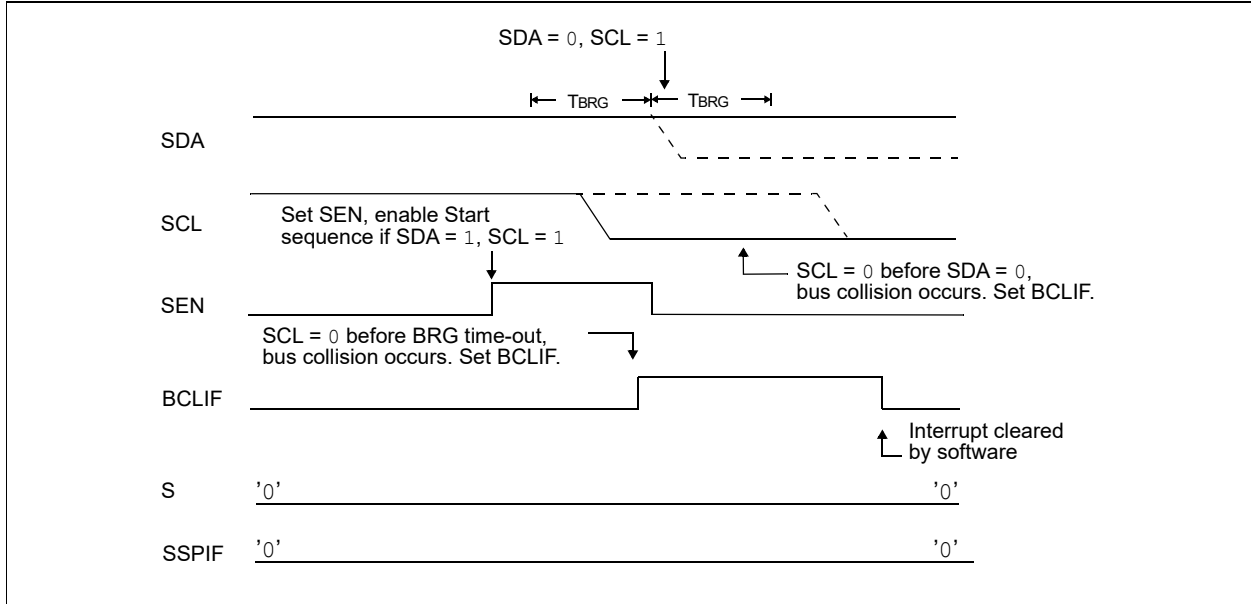 SDA = 0, SCL = 1
TBRG TBRG
SDA
SCL
Set SEN, enable Start
sequence if SDA = 1, SCL = 1
SCL = 0 before SDA = 0,
bus collision occurs. Set BCLIF.
SEN
SCL = 0 before BRG time-out,
bus collision occurs. Set BCLIF.
BCLIF
Interrupt cleared
by software
S '0' '0'
SSPIF '0' '0'